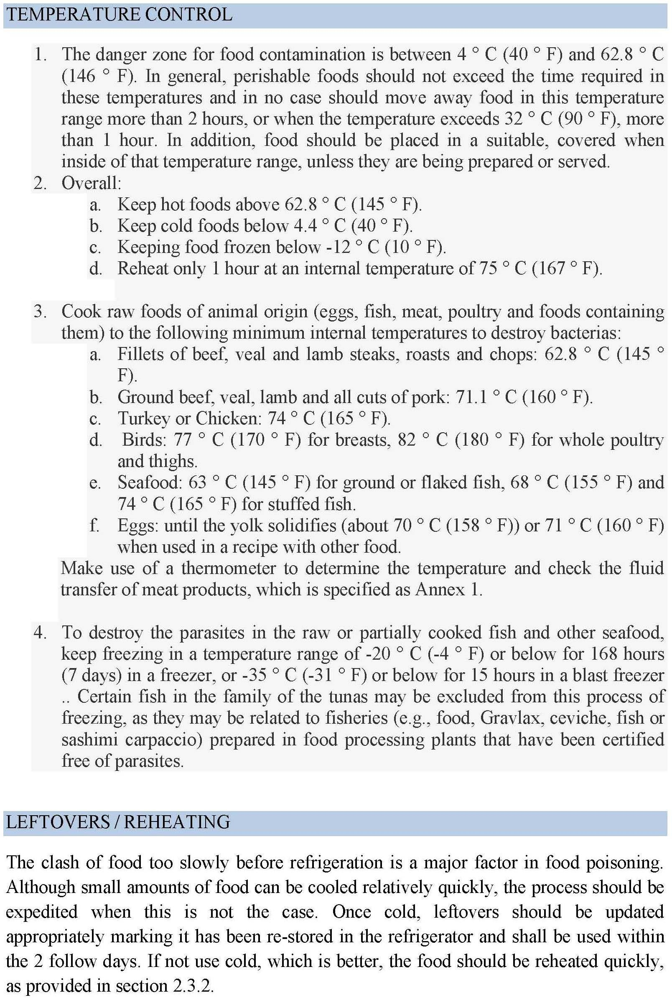 TEMPERATURE CONTROL
1. The danger zone for food contamination is between 4 ° C (40 ° F) and 62.8 ° C
(146 ° F). In general, perishable foods should not exceed the time required in
these temperatures and in no case should move away food in this temperature
range more than 2 hours, or when the temperature exceeds 32 ° C (90 ° F), more
than 1 hour. In addition, food should be placed in a suitable, covered when
inside of that temperature range, unless they are being prepared or served.
2. Overall:
a. Keep hot foods above 62.8 ° C (145 ° F).
b. Keep cold foods below 4.4 ° C (40 ° F).
c. Keeping food frozen below -12 ° C (10 ° F).
d. Reheat only 1 hour at an internal temperature of 75 ° C (167 ° F).
3. Cook raw foods of animal origin (eggs, fish, meat, poultry and foods containing
them) to the following minimum internal temperatures to destroy bacterias:
a. Fillets of beef, veal and lamb steaks, roasts and chops: 62.8 ° C (145 °
F).
b. Ground beef, veal, lamb and all cuts of pork: 71.1 ° C (160 ° F).
c. Turkey or Chicken: 74 ° C (165 ° F).
d. Birds: 77 ° C (170 ° F) for breasts, 82 ° C (180 ° F) for whole poultry
and thighs.
e. Seafood: 63 ° C (145 ° F) for ground or flaked fish, 68 ° C (155 ° F) and
74 ° C (165 ° F) for stuffed fish.
f. Eggs: until the yolk solidifies (about 70 ° C (158 ° F)) or 71 ° C (160 ° F)
when used in a recipe with other food.
Make use of a thermometer to determine the temperature and check the fluid
transfer of meat products, which is specified as Annex 1.
4. To destroy the parasites in the raw or partially cooked fish and other seafood,
keep freezing in a temperature range of -20 ° C (-4 ° F) or below for 168 hours
(7 days) in a freezer, or -35 ° C (-31 ° F) or below for 15 hours in a blast freezer
.. Certain fish in the family of the tunas may be excluded from this process of
freezing, as they may be related to fisheries (e.g., food, Gravlax, ceviche, fish or
sashimi carpaccio) prepared in food processing plants that have been certified
free of parasites.
LEFTOVERS / REHEATING
The clash of food too slowly before refrigeration is a major factor in food poisoning.
Although small amounts of food can be cooled relatively quickly, the process should be
expedited when this is not the case. Once cold, leftovers should be updated
appropriately marking it has been re-stored in the refrigerator and shall be used within
the 2 follow days. If not use cold, which is better, the food should be reheated quickly,
as provided in section 2.3.2.